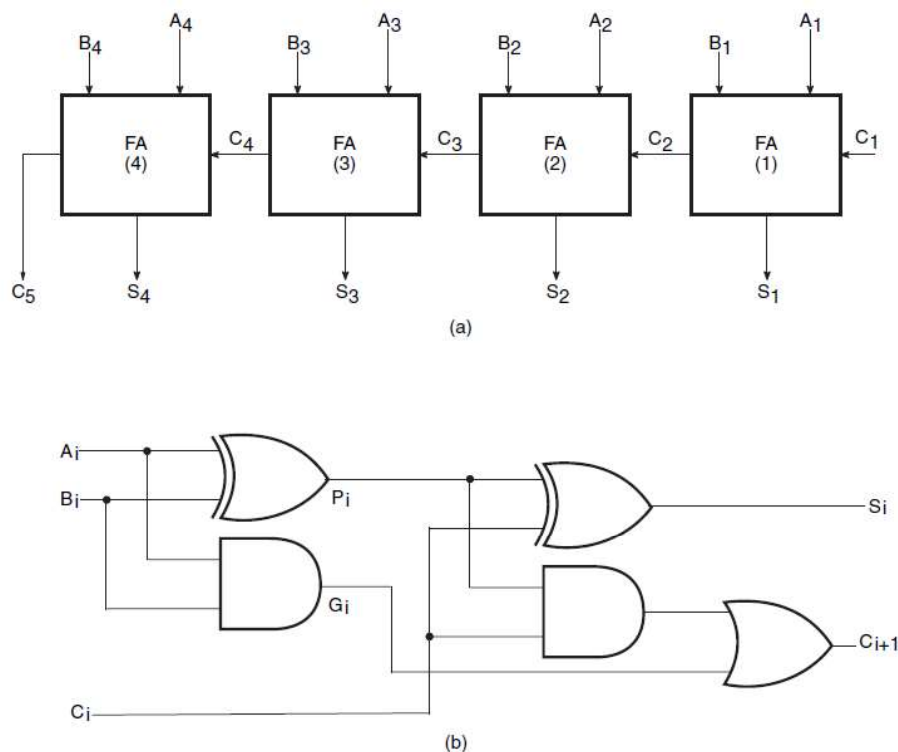 B4 A4 B3 A3 B2 A2 B1 A1
FA
(4)
C4
FA
(3)
C3
FA
(2)
C2
FA
(1)
C1
C5 S4 S3 S2 S1
(a)
Ai
Bi
Pi
Si
Gi
Ci+1
Ci
(b)